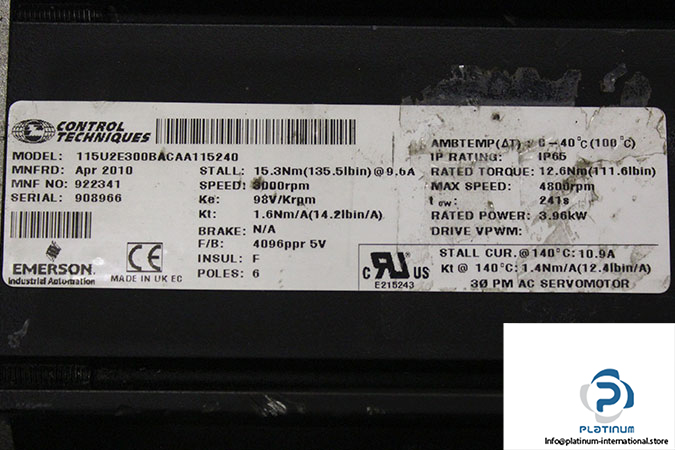 CONTROL
TECHNIQUES
MODEL: 115U2E300BACAA115240
MNFRD: Apr 2010
MNF NO: 922341
SERIAL: 908966
STALL: 15.3Nm(135.5lbin)@9.6A
SPEED: 3000rpm
Ke: 98V/Krpm
Kt: 1.6Nm/A(14.2lbin/A)
BRAKE: N/A
F/B: 4096ppr 5V
INSUL: F
POLES: 6
EMERSON
Industrial Automation
CE
MADE IN UK EC
AMBTEMP(ΔT): 0-40°C(100°C)
IP RATING: IP65
RATED TORQUE: 12.6Nm(111.6lbin)
MAX SPEED: 4800rpm
tow: 241s
RATED POWER: 3.96kW
DRIVE VPWM:
C RU US
E215243
STALL CUR.@140°C:10.9A
Kt @ 140°C:1.4Nm/A(12.4lbin/A)
3Ø PM AC SERVOMOTOR
PLATINUM
Info@platinum-international.store